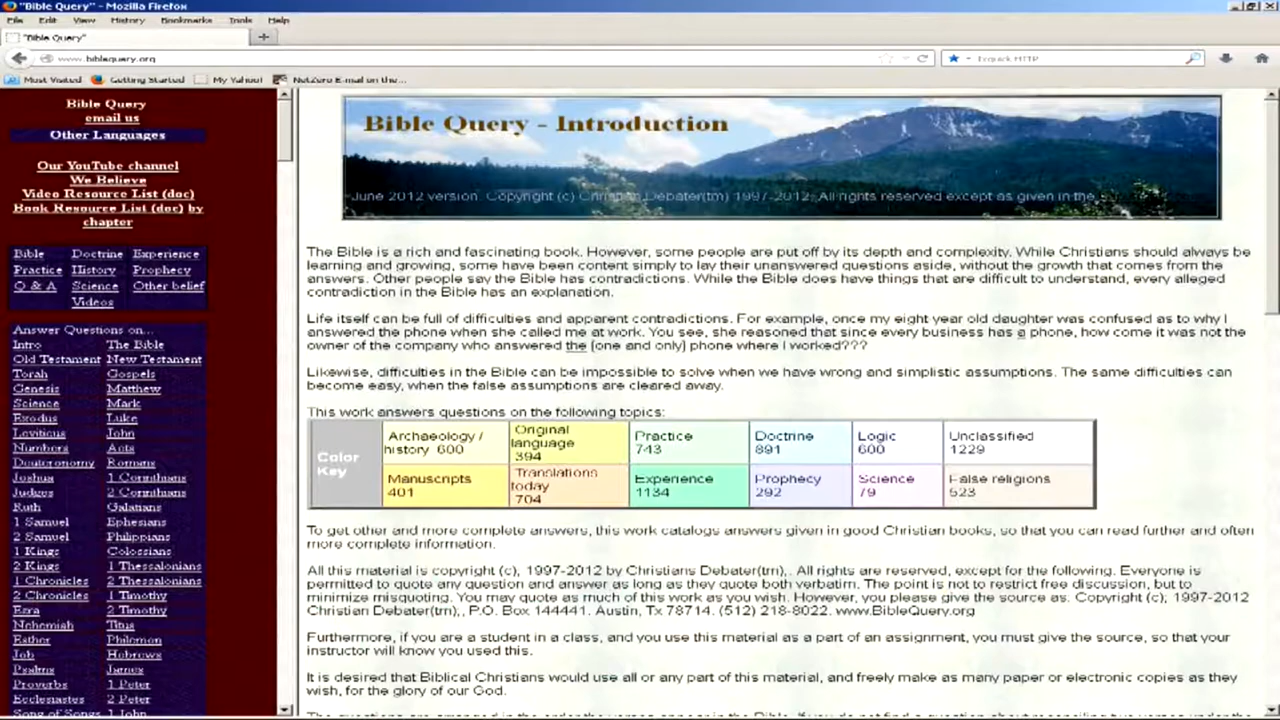 "Bible Query" - Mozilla Firefox
File Edit View History Bookmarks Tools Help
"Bible Query"
www.biblequery.org
Most Visited Getting Started My Yahoo! NetZero E-mail on the...
Bible Query
email us
Other Languages
Our YouTube channel
We Believe
Video Resource List (doc)
Book Resource List (doc) by
chapter
Bible Doctrine Experience
Practice History Prophecy
Q & A Science Other belief
Videos
Answer Questions on...
Intro The Bible
Old Testament New Testament
Torah Gospels
Genesis Matthew
Science Mark
Exodus Luke
Leviticus John
Numbers Acts
Deuteronomy Romans
Joshua 1 Corinthians
Judges 2 Corinthians
Ruth Galatians
1 Samuel Ephesians
2 Samuel Philippians
1 Kings Colossians
2 Kings 1 Thessalonians
1 Chronicles 2 Thessalonians
2 Chronicles 1 Timothy
Ezra 2 Timothy
Nehemiah Titus
Esther Philemon
Job Hebrews
Psalms James
Proverbs 1 Peter
Ecclesiastes 2 Peter
Song of Songs 1 John
Bible Query - Introduction
June 2012 version. Copyright (c) Christian Debater(tm) 1997-2012. All rights reserved except as given in the
The Bible is a rich and fascinating book. However, some people are put off by its depth and complexity. While Christians should always be
learning and growing, some have been content simply to lay their unanswered questions aside, without the growth that comes from the
answers. Other people say the Bible has contradictions. While the Bible does have things that are difficult to understand, every alleged
contradiction in the Bible has an explanation.
Life itself can be full of difficulties and apparent contradictions. For example, once my eight year old daughter was confused as to why I
answered the phone when she called me at work. You see, she reasoned that since every business has a phone, how come it was not the
owner of the company who answered the (one and only) phone where I worked???
Likewise, difficulties in the Bible can be impossible to solve when we have wrong and simplistic assumptions. The same difficulties can
become easy, when the false assumptions are cleared away.
This work answers questions on the following topics:
Color Key
Archaeology / history 600 Original language 394 Practice 743 Doctrine 891 Logic 600 Unclassified 1229
Manuscripts 401 Translations today 704 Experience 1134 Prophecy 292 Science 79 False religions 523
To get other and more complete answers, this work catalogs answers given in good Christian books, so that you can read further and often
more complete information.
All this material is copyright (c), 1997-2012 by Christians Debater(tm),. All rights are reserved, except for the following. Everyone is
permitted to quote any question and answer as long as they quote both verbatim. The point is not to restrict free discussion, but to
minimize misquoting. You may quote as much of this work as you wish. However, you please give the source as. Copyright (c), 1997-2012
Christian Debater(tm),, P.O. Box 144441. Austin, Tx 78714. (512) 218-8022. www.BibleQuery.org
Furthermore, if you are a student in a class, and you use this material as a part of an assignment, you must give the source, so that your
instructor will know you used this.
It is desired that Biblical Christians would use all or any part of this material, and freely make as many paper or electronic copies as they
wish, for the glory of our God.